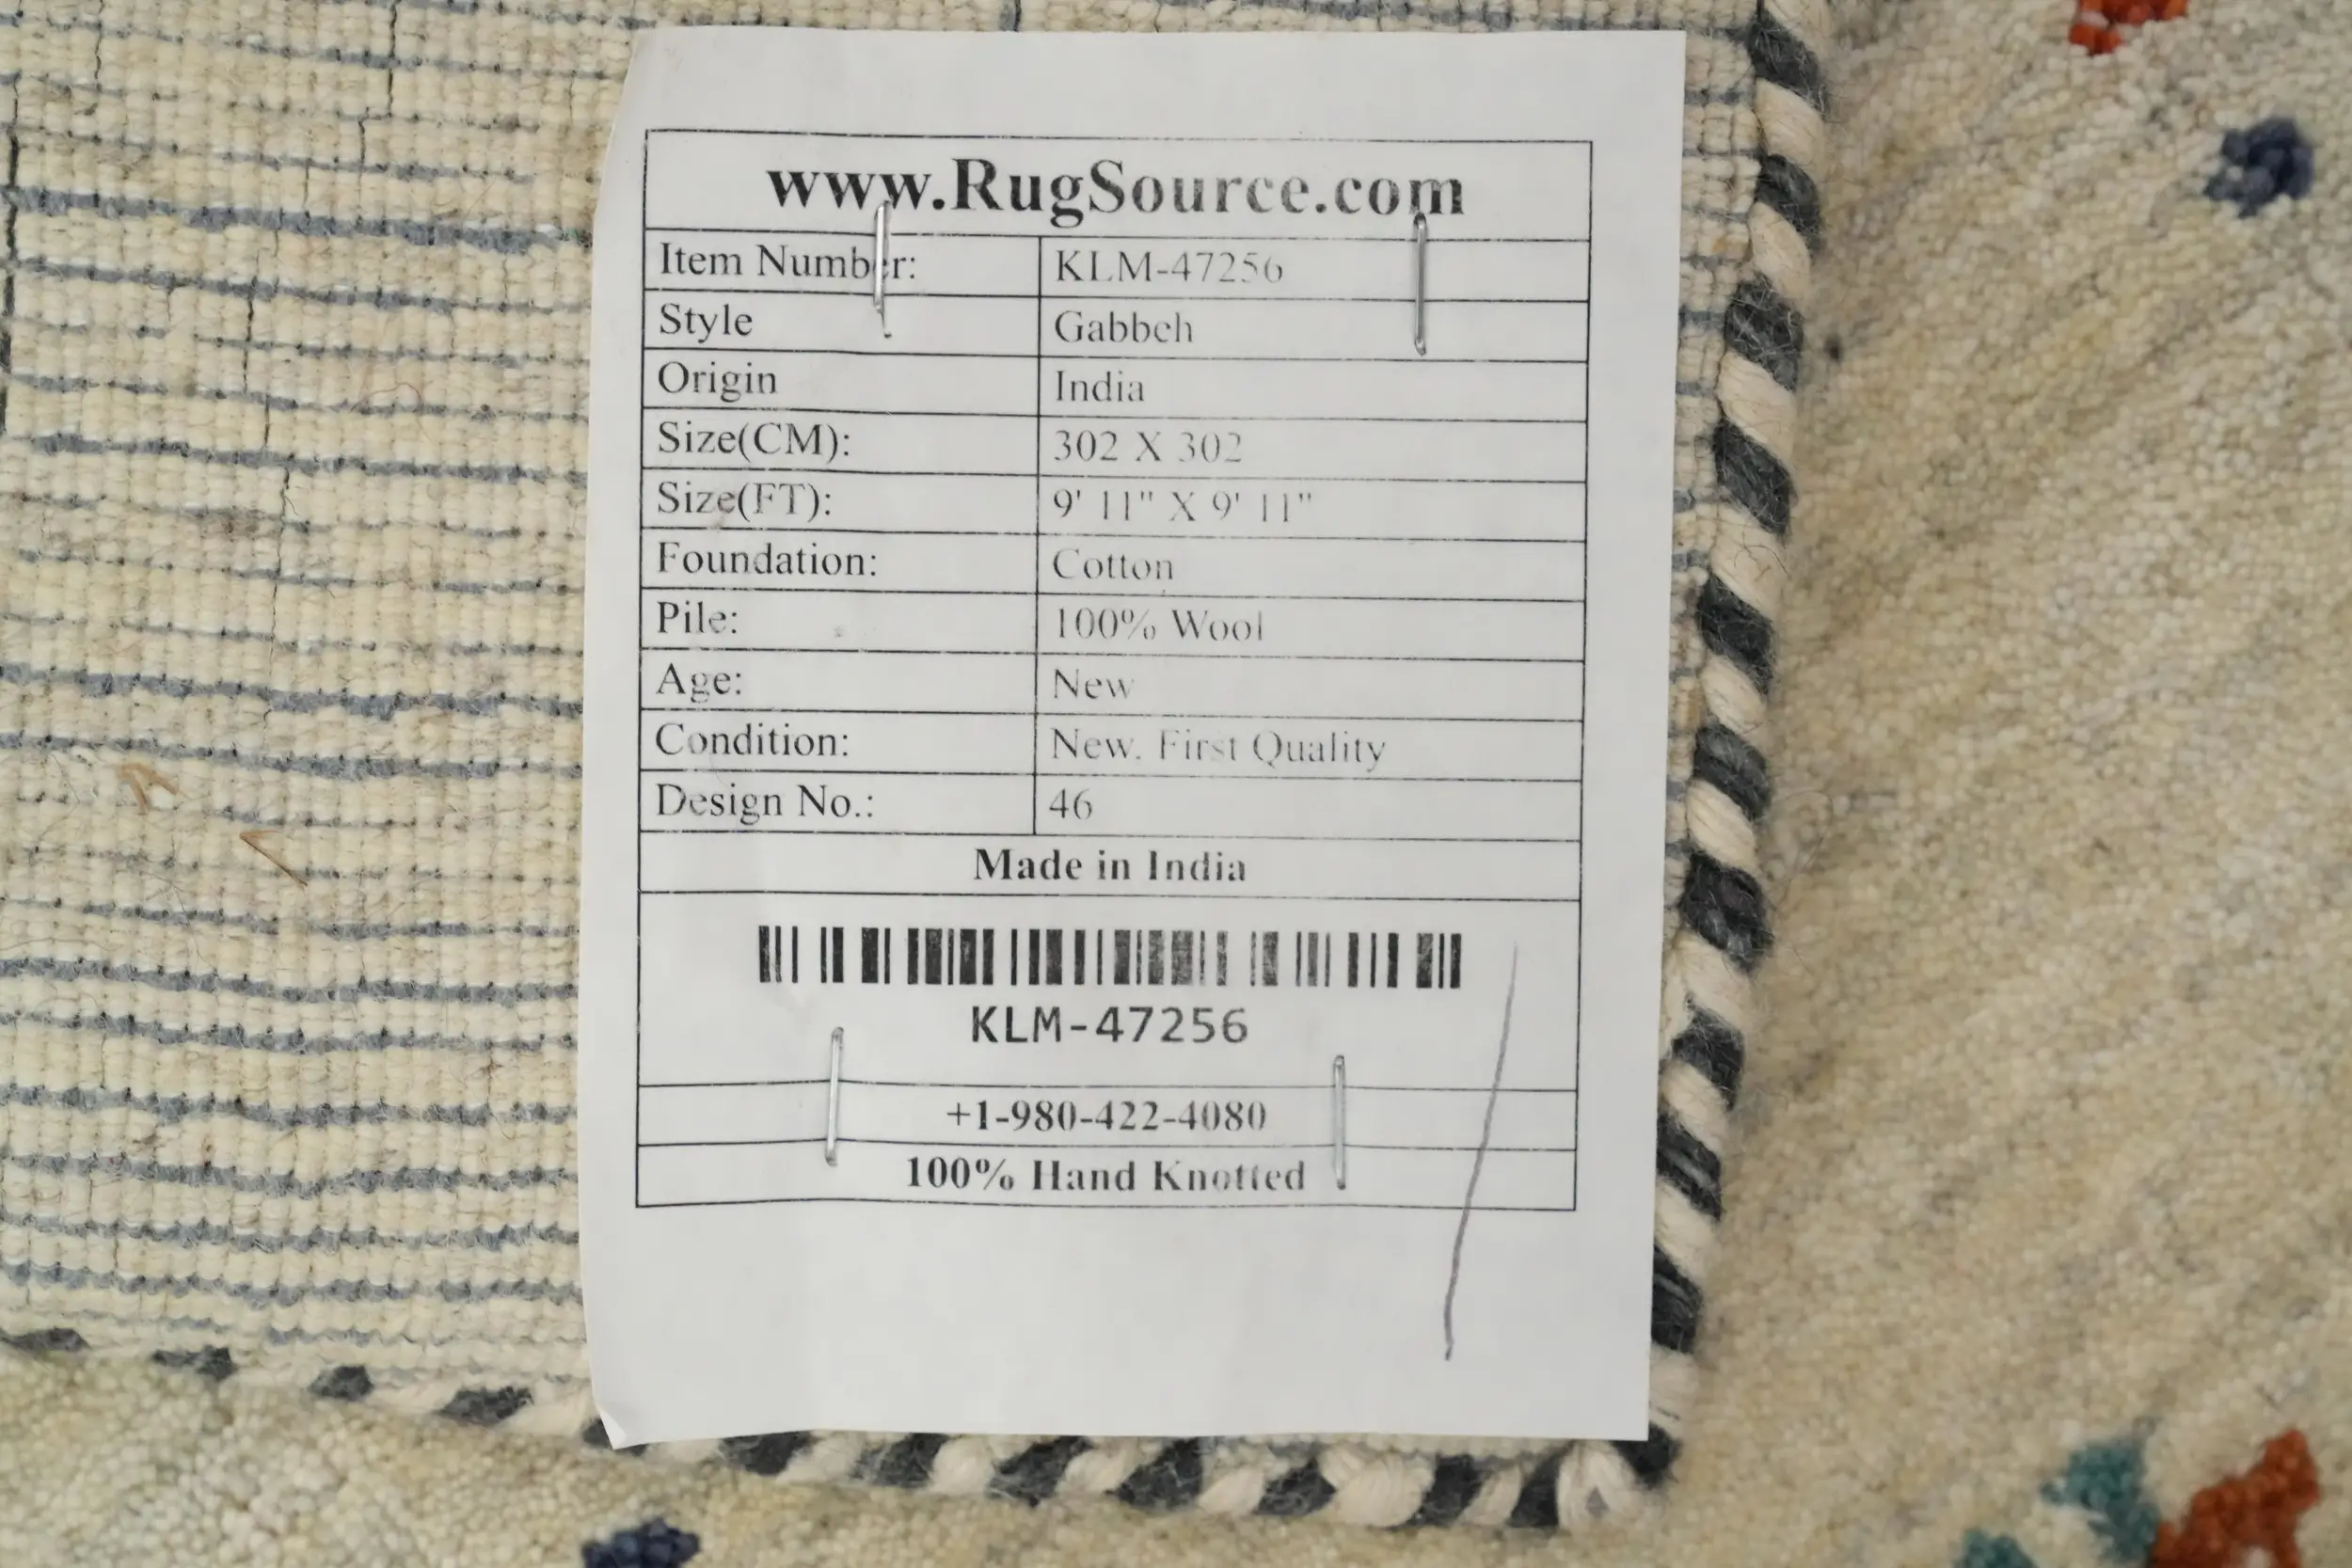 www.RugSource.com
Item Number: KLM-47256
Style Gabbeh
Origin India
Size(CM): 302 X 302
Size(FT): 9' 11" X 9' 11"
Foundation: Cotton
Pile: 100% Wool
Age: New
Condition: New. First Quality
Design No.: 46
Made in India
KLM-47256
+1-980-422-4080
100% Hand Knotted